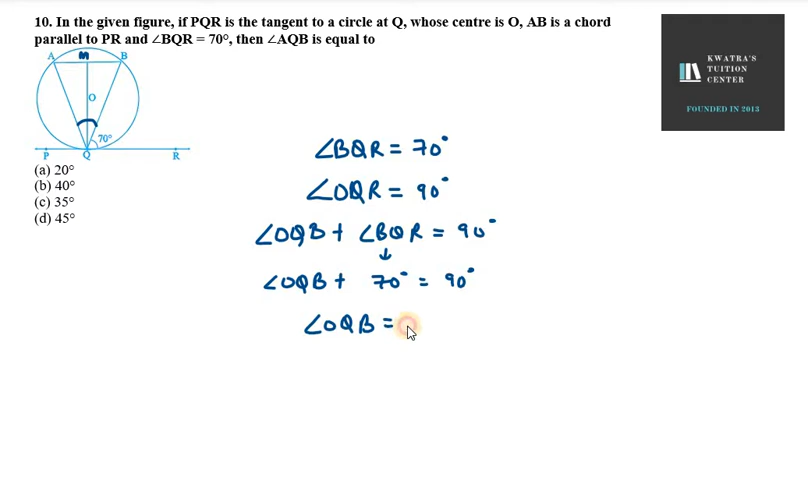 10. In the given figure, if PQR is the tangent to a circle at Q, whose centre is O, AB is a chord
parallel to PR and ∠BQR = 70°, then ∠AQB is equal to
KWATRA'S
TUITION
CENTER
FOUNDED IN 2013
A M B
O
70°
P Q R
(a) 20°
(b) 40°
(c) 35°
(d) 45°
∠BQR = 70°
∠OQR = 90°
∠OQB + ∠BQR = 90°
∠OQB + 70° = 90°
∠OQB =